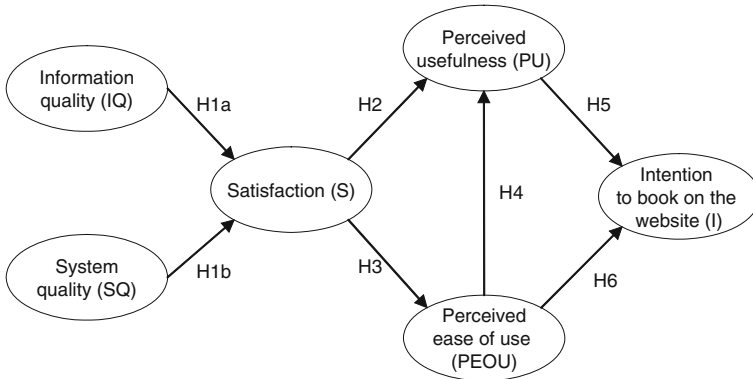 Perceived
usefulness (PU)
Information
quality (IQ)
H1a
H2
H5
Satisfaction (S)
H4
Intention
to book on the
website (I)
System
quality (SQ)
H1b
H3
H6
Perceived
ease of use
(PEOU)